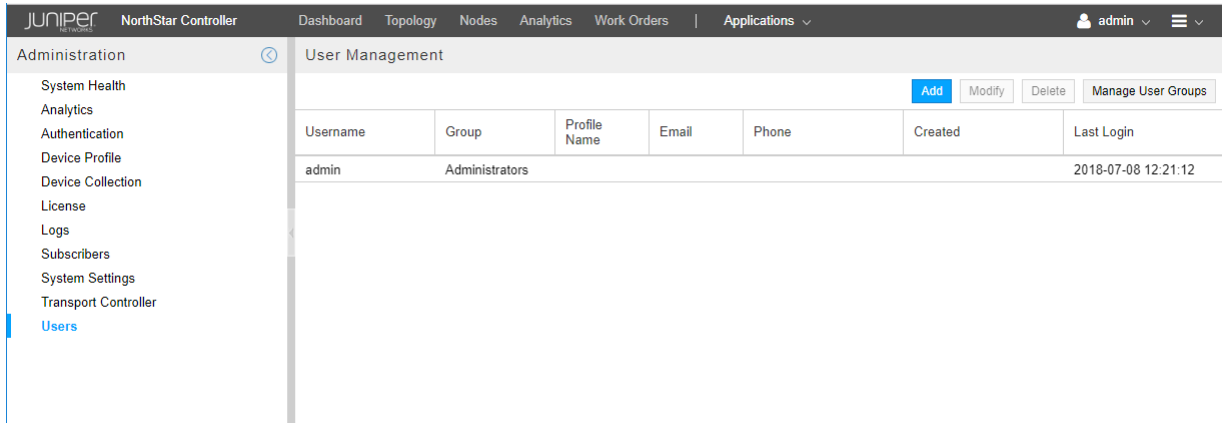 JUNIPEr NETWORKS NorthStar Controller Dashboard Topology Nodes Analytics Work Orders | Applications admin
Administration
System Health
Analytics
Authentication
Device Profile
Device Collection
License
Logs
Subscribers
System Settings
Transport Controller
Users
User Management
Add Modify Delete Manage User Groups
Username Group Profile Name Email Phone Created Last Login
admin Administrators 2018-07-08 12:21:12